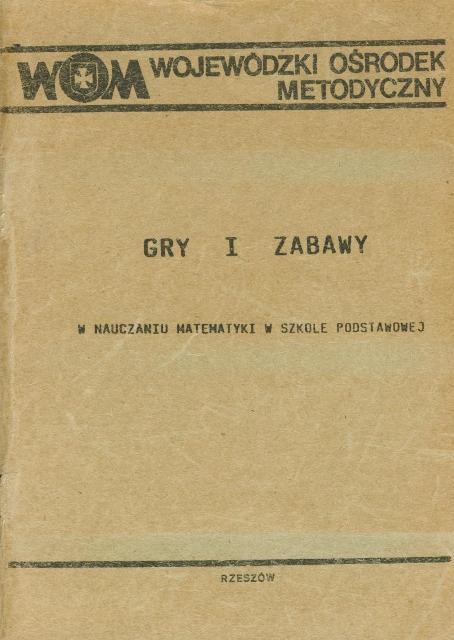 WOM WOJEWÓDZKI OŚRODEK
METODYCZNY
GRY I ZABAWY
W NAUCZANIU MATEMATYKI W SZKOLE PODSTAWOWEJ
RZESZÓW